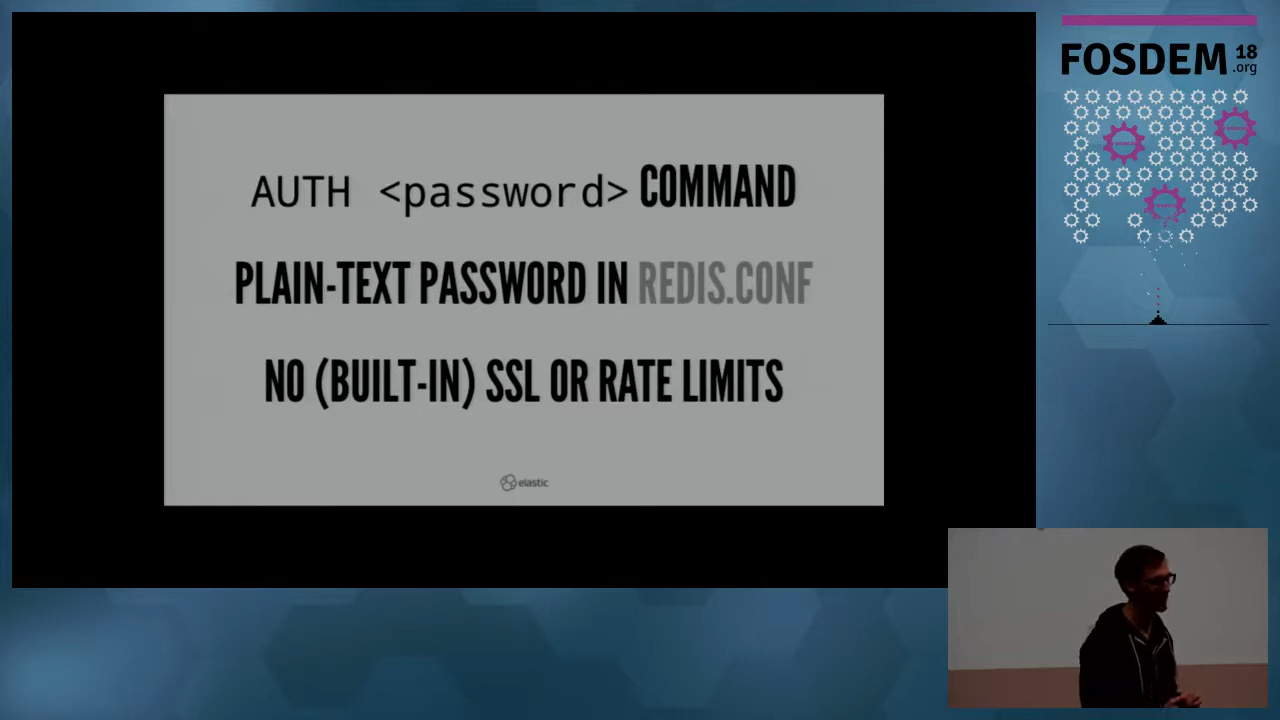 AUTH <password> COMMAND
PLAIN-TEXT PASSWORD IN REDIS.CONF
NO (BUILT-IN) SSL OR RATE LIMITS
elastic
FOSDEM 18
.org